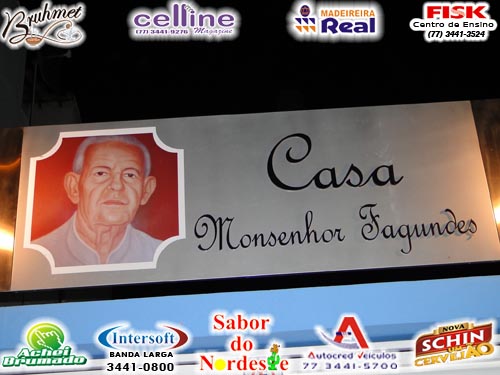 Bruhmet
Café
celline
(77) 3441-9276 Magazine
MADEIREIRA
Real
FISK
Centro de Ensino
(77) 3441-3524
Casa
Monsenhor Fagundes
Achei
Brumado
Intersoft
BANDA LARGA
3441-0800
Sabor
do
Nordeste
Autocred Veículos
77 3441-5700
NOVA
SCHIN
CERVEJÃO